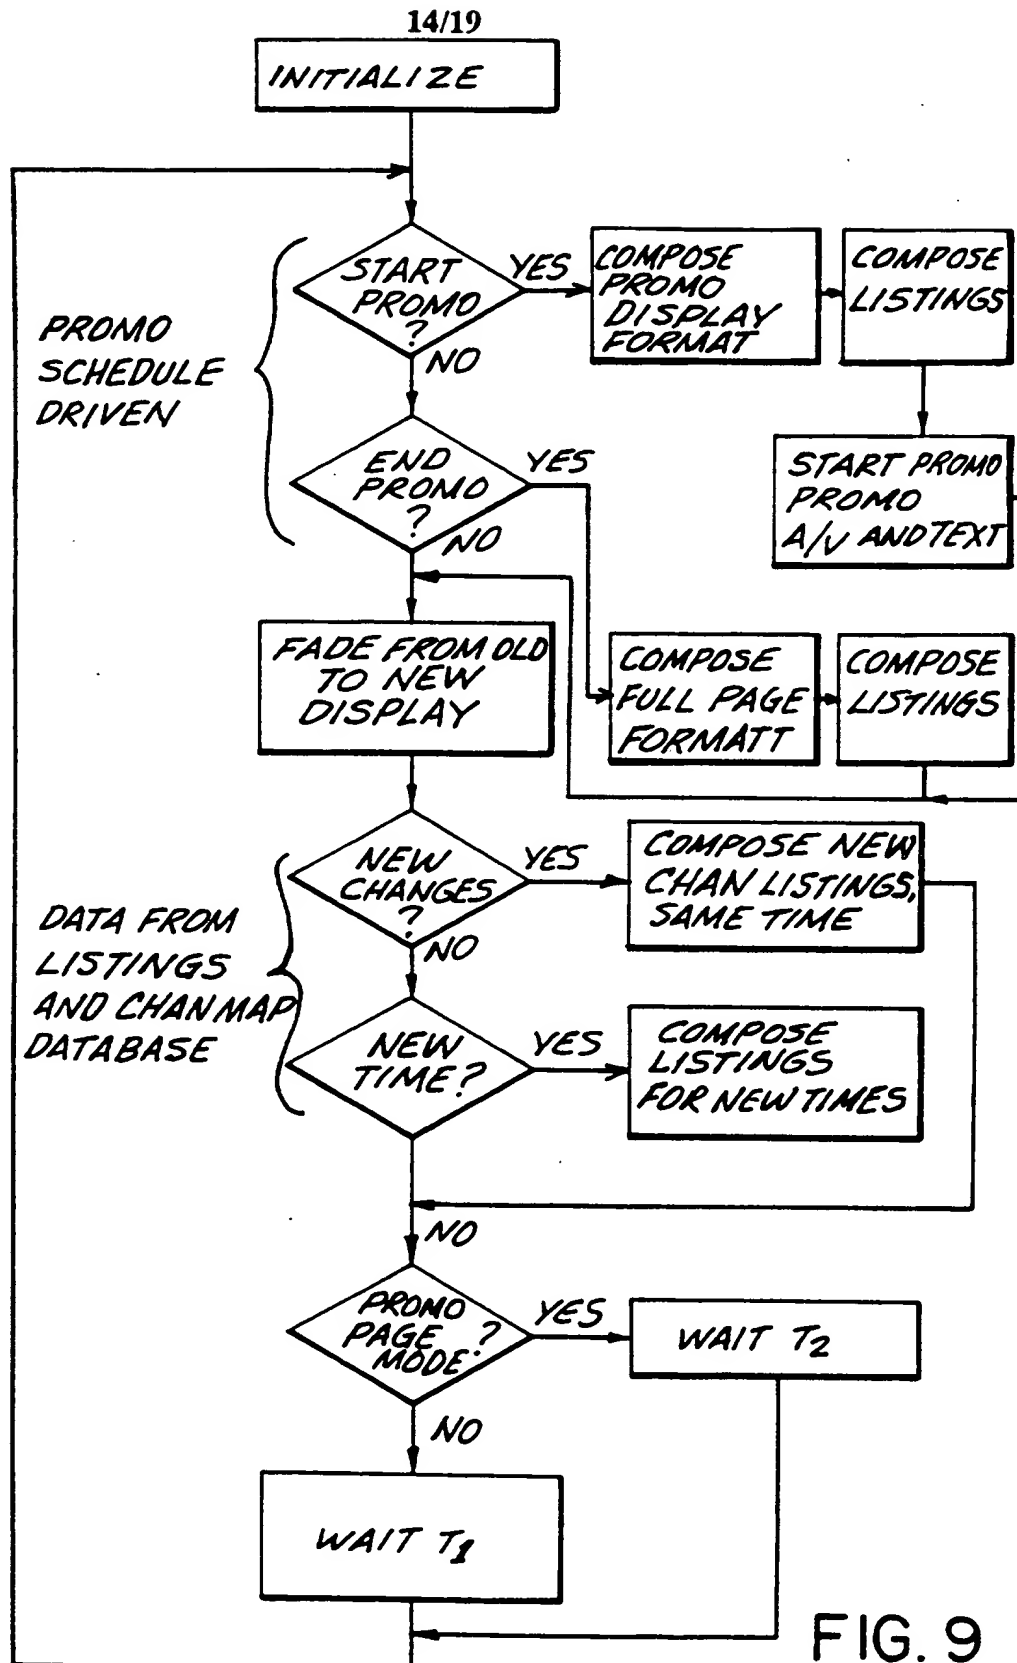 14/19
INITIALIZE
START
PROMO
?
YES
NO
COMPOSE
PROMO
DISPLAY
FORMAT
COMPOSE
LISTINGS
PROMO
SCHEDULE
DRIVEN
END
PROMO
?
YES
NO
START PROMO
PROMO
A/V AND TEXT
FADE FROM OLD
TO NEW
DISPLAY
COMPOSE
FULL PAGE
FORMATT
COMPOSE
LISTINGS
NEW
CHANGES
?
YES
NO
COMPOSE NEW
CHAN LISTINGS,
SAME TIME
DATA FROM
LISTINGS
AND CHAN MAP
DATABASE
NEW
TIME?
YES
COMPOSE
LISTINGS
FOR NEW TIMES
NO
PROMO
PAGE ?
MODE
YES
WAIT T2
NO
WAIT T1
FIG. 9